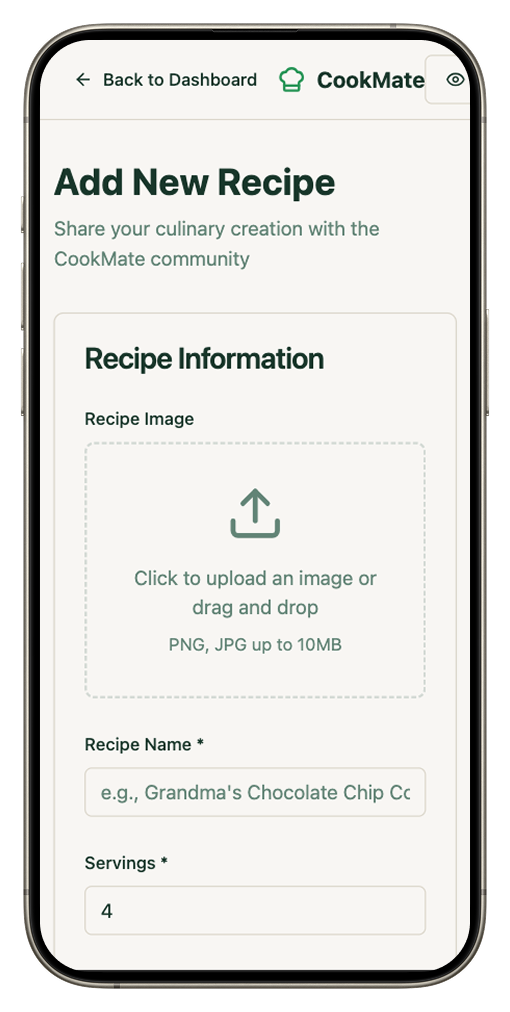 Back to Dashboard
CookMate
Add New Recipe
Share your culinary creation with the
CookMate community
Recipe Information
Recipe Image
Click to upload an image or
drag and drop
PNG, JPG up to 10MB
Recipe Name *
e.g., Grandma's Chocolate Chip Cc
Servings *
4